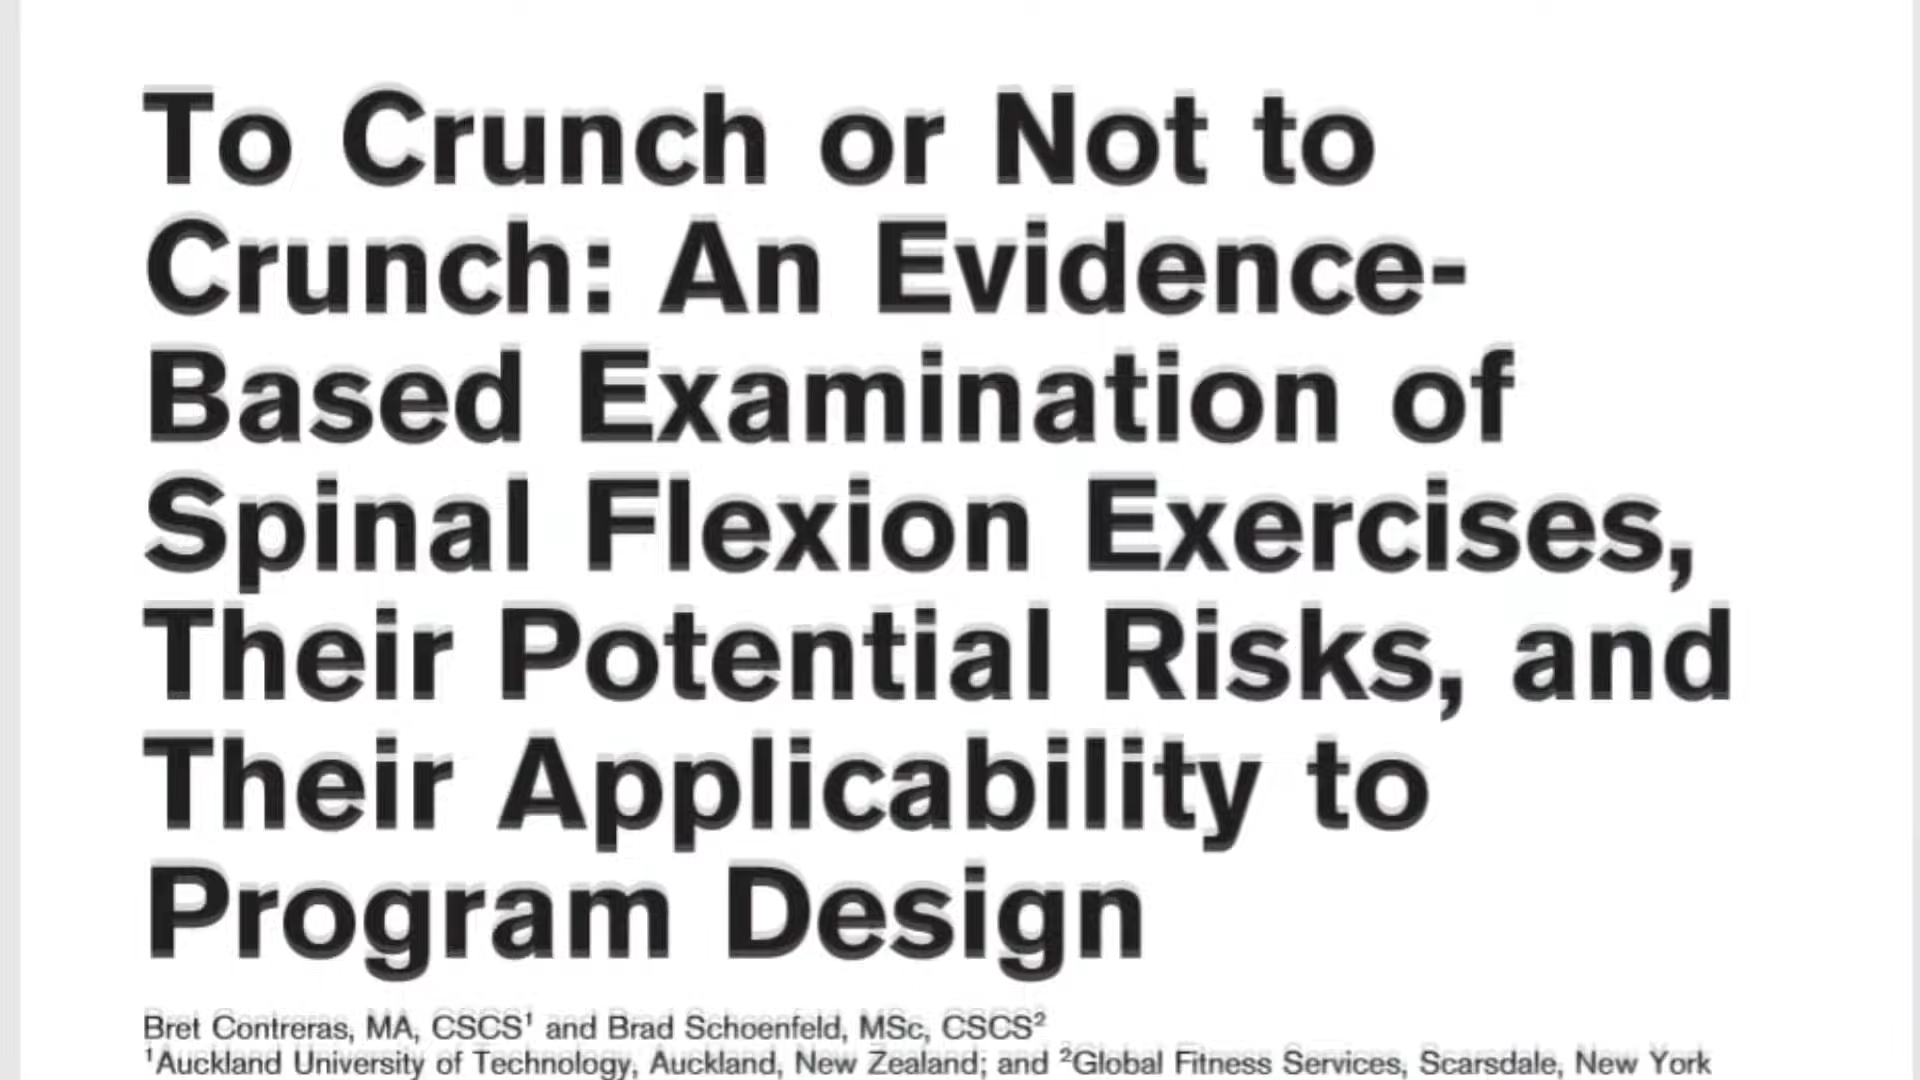 To Crunch or Not to
Crunch: An Evidence-
Based Examination of
Spinal Flexion Exercises,
Their Potential Risks, and
Their Applicability to
Program Design
Bret Contreras, MA, CSCS¹ and Brad Schoenfeld, MSc, CSCS²
¹Auckland University of Technology, Auckland, New Zealand; and ²Global Fitness Services, Scarsdale, New York